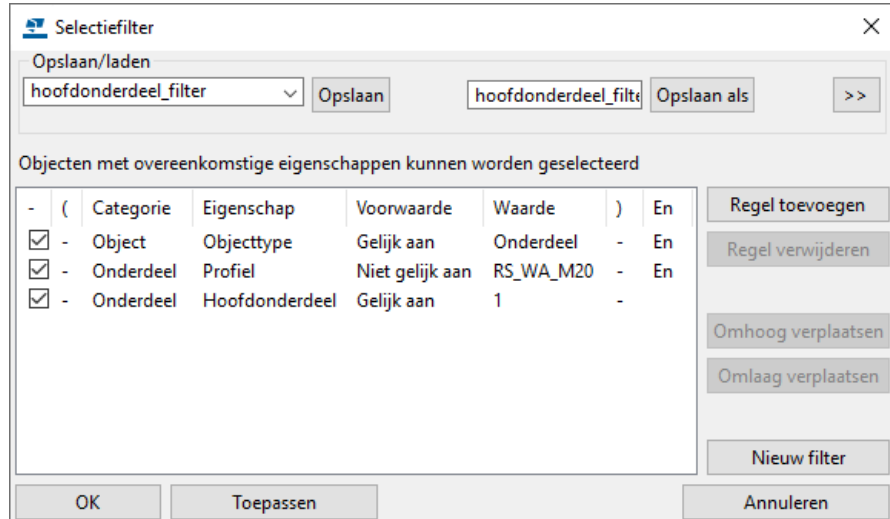 Selectiefilter
Opslaan/laden
hoofdonderdeel_filter Opslaan hoofdonderdeel_filte Opslaan als >>
Objecten met overeenkomstige eigenschappen kunnen worden geselecteerd
- ( Categorie Eigenschap Voorwaarde Waarde ) En Regel toevoegen
- Object Objecttype Gelijk aan Onderdeel - En
Regel verwijderen
- Onderdeel Profiel Niet gelijk aan RS_WA_M20 - En
- Onderdeel Hoofdonderdeel Gelijk aan 1 -
Omhoog verplaatsen
Omlaag verplaatsen
Nieuw filter
OK Toepassen Annuleren